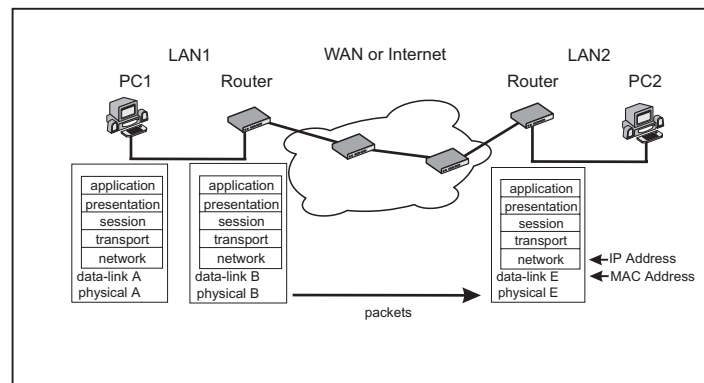 LAN1
WAN or Internet
LAN2
PC1
Router
Router
PC2
application
presentation
session
transport
network
data-link A
physical A
application
presentation
session
transport
network
data-link B
physical B
packets
application
presentation
session
transport
network
data-link E
physical E
IP Address
MAC Address